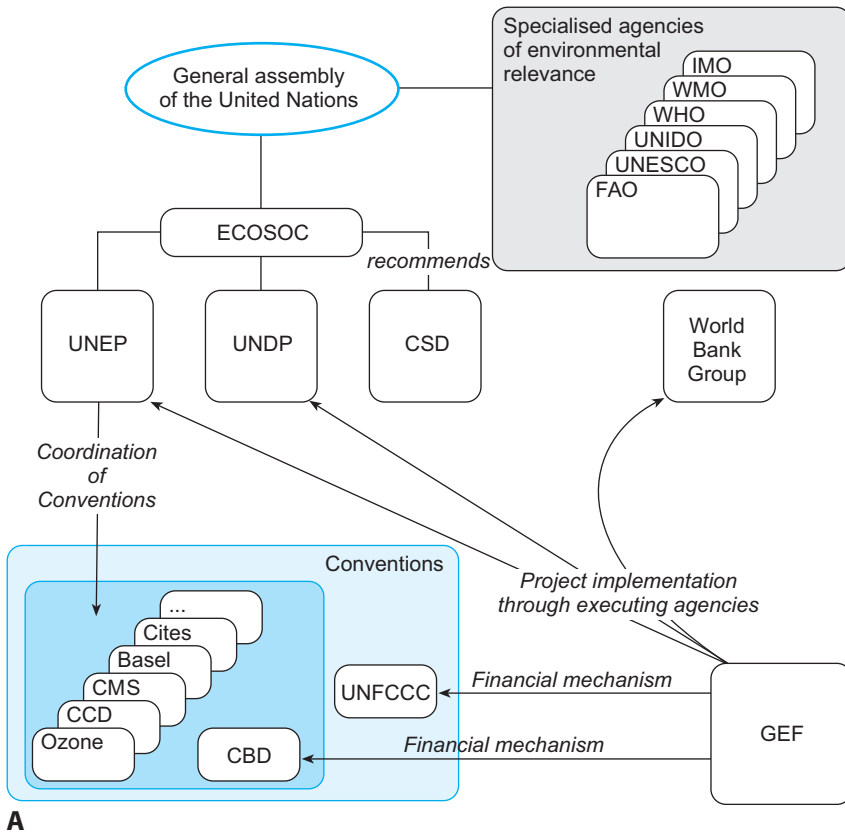 General assembly
of the United Nations
Specialised agencies
of environmental
relevance
IMO
WMO
WHO
UNIDO
UNESCO
FAO
ECOSOC
recommends
UNEP
UNDP
CSD
World
Bank
Group
Coordination
of
Conventions
Conventions
Project implementation
through executing agencies
...
Cites
Basel
CMS
CCD
Ozone
CBD
UNFCCC
Financial mechanism
Financial mechanism
GEF
A